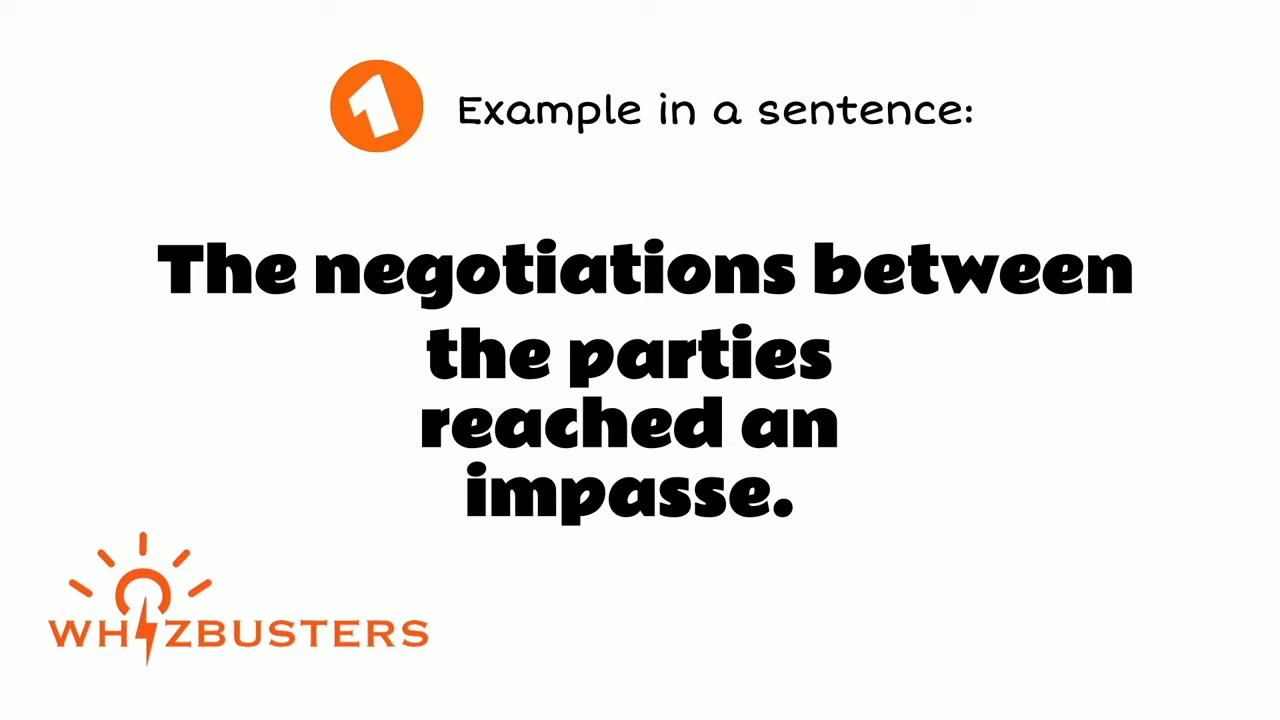 1 Example in a sentence:
The negotiations between
the parties
reached an
impasse.
WHIZBUSTERS